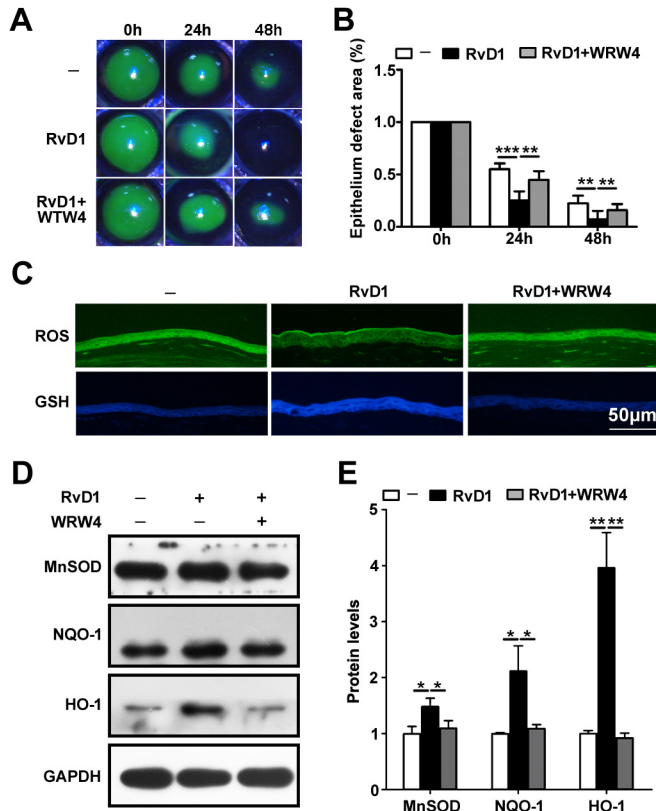 A
0h 24h 48h
–
RvD1
RvD1+
WTW4
B
– RvD1 RvD1+WRW4
Epithelium defect area (%)
1.5
1.0
0.5
0.0
*** ** ** **
0h 24h 48h
C
– RvD1 RvD1+WRW4
ROS
GSH
50μm
D
RvD1 – + +
WRW4 – – +
MnSOD
NQO-1
HO-1
GAPDH
E
– RvD1 RvD1+WRW4
Protein levels
5
4
3
2
1
0
* * * * ** **
MnSOD NQO-1 HO-1